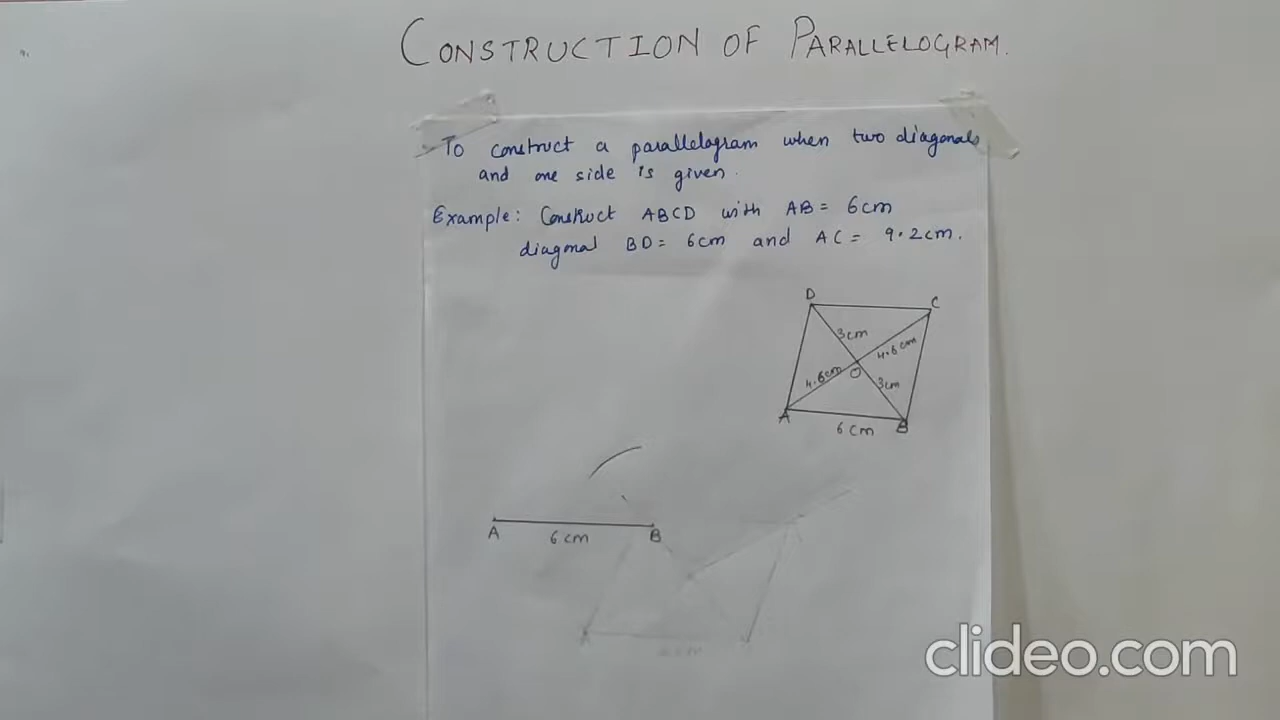 CONSTRUCTION OF PARALLELOGRAM.
To construct a parallelogram when two diagonals
and one side is given.
Example: Construct ABCD with AB = 6cm
diagonal BD = 6cm and AC = 9.2cm.
D
C
3cm
4.6cm
4.6cm
O
3cm
A
B
6cm
A
B
6cm
clideo.com